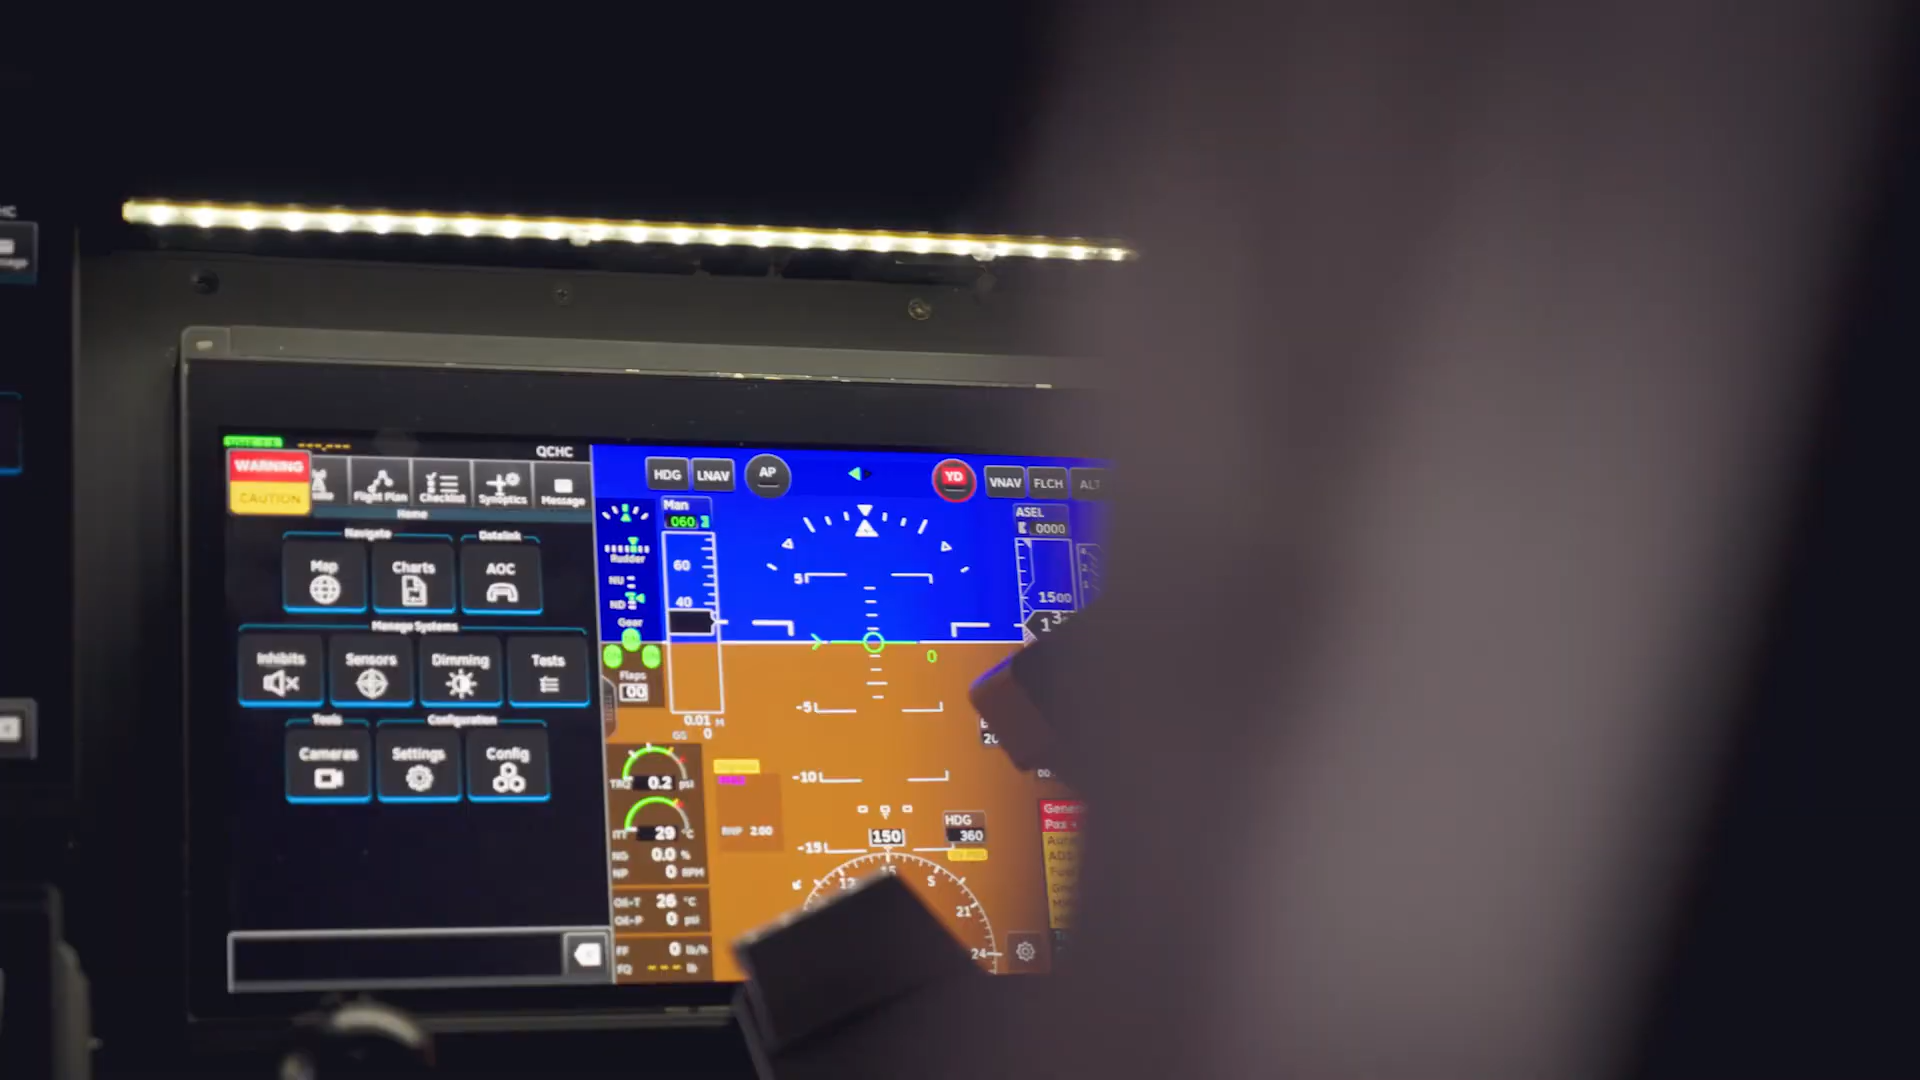 QCHC
WARNING
CAUTION
Flight Plan
Checklist
Synoptics
Message
Home
Navigate
Datalink
Map
Charts
AOC
Manage Systems
Inhibits
Sensors
Dimming
Tests
Tools
Configuration
Cameras
Settings
Config
HDG
LNAV
AP
YD
VNAV
FLCH
ALT
Man
060
Rudder
NU
ND
Gear
Flaps
00
60
40
0.01 M
GS 0
ASEL
0000
1500
5
0
-5
-10
-15
TRQ 0.2 psi
ITT 29 °C
NG 0.0 %
NP 0 RPM
Oil-T 26 °C
Oil-P 0 psi
FF 0 lb/h
FQ --- lb
RNP 2.00
150
HDG
360
12
15
S
21
24